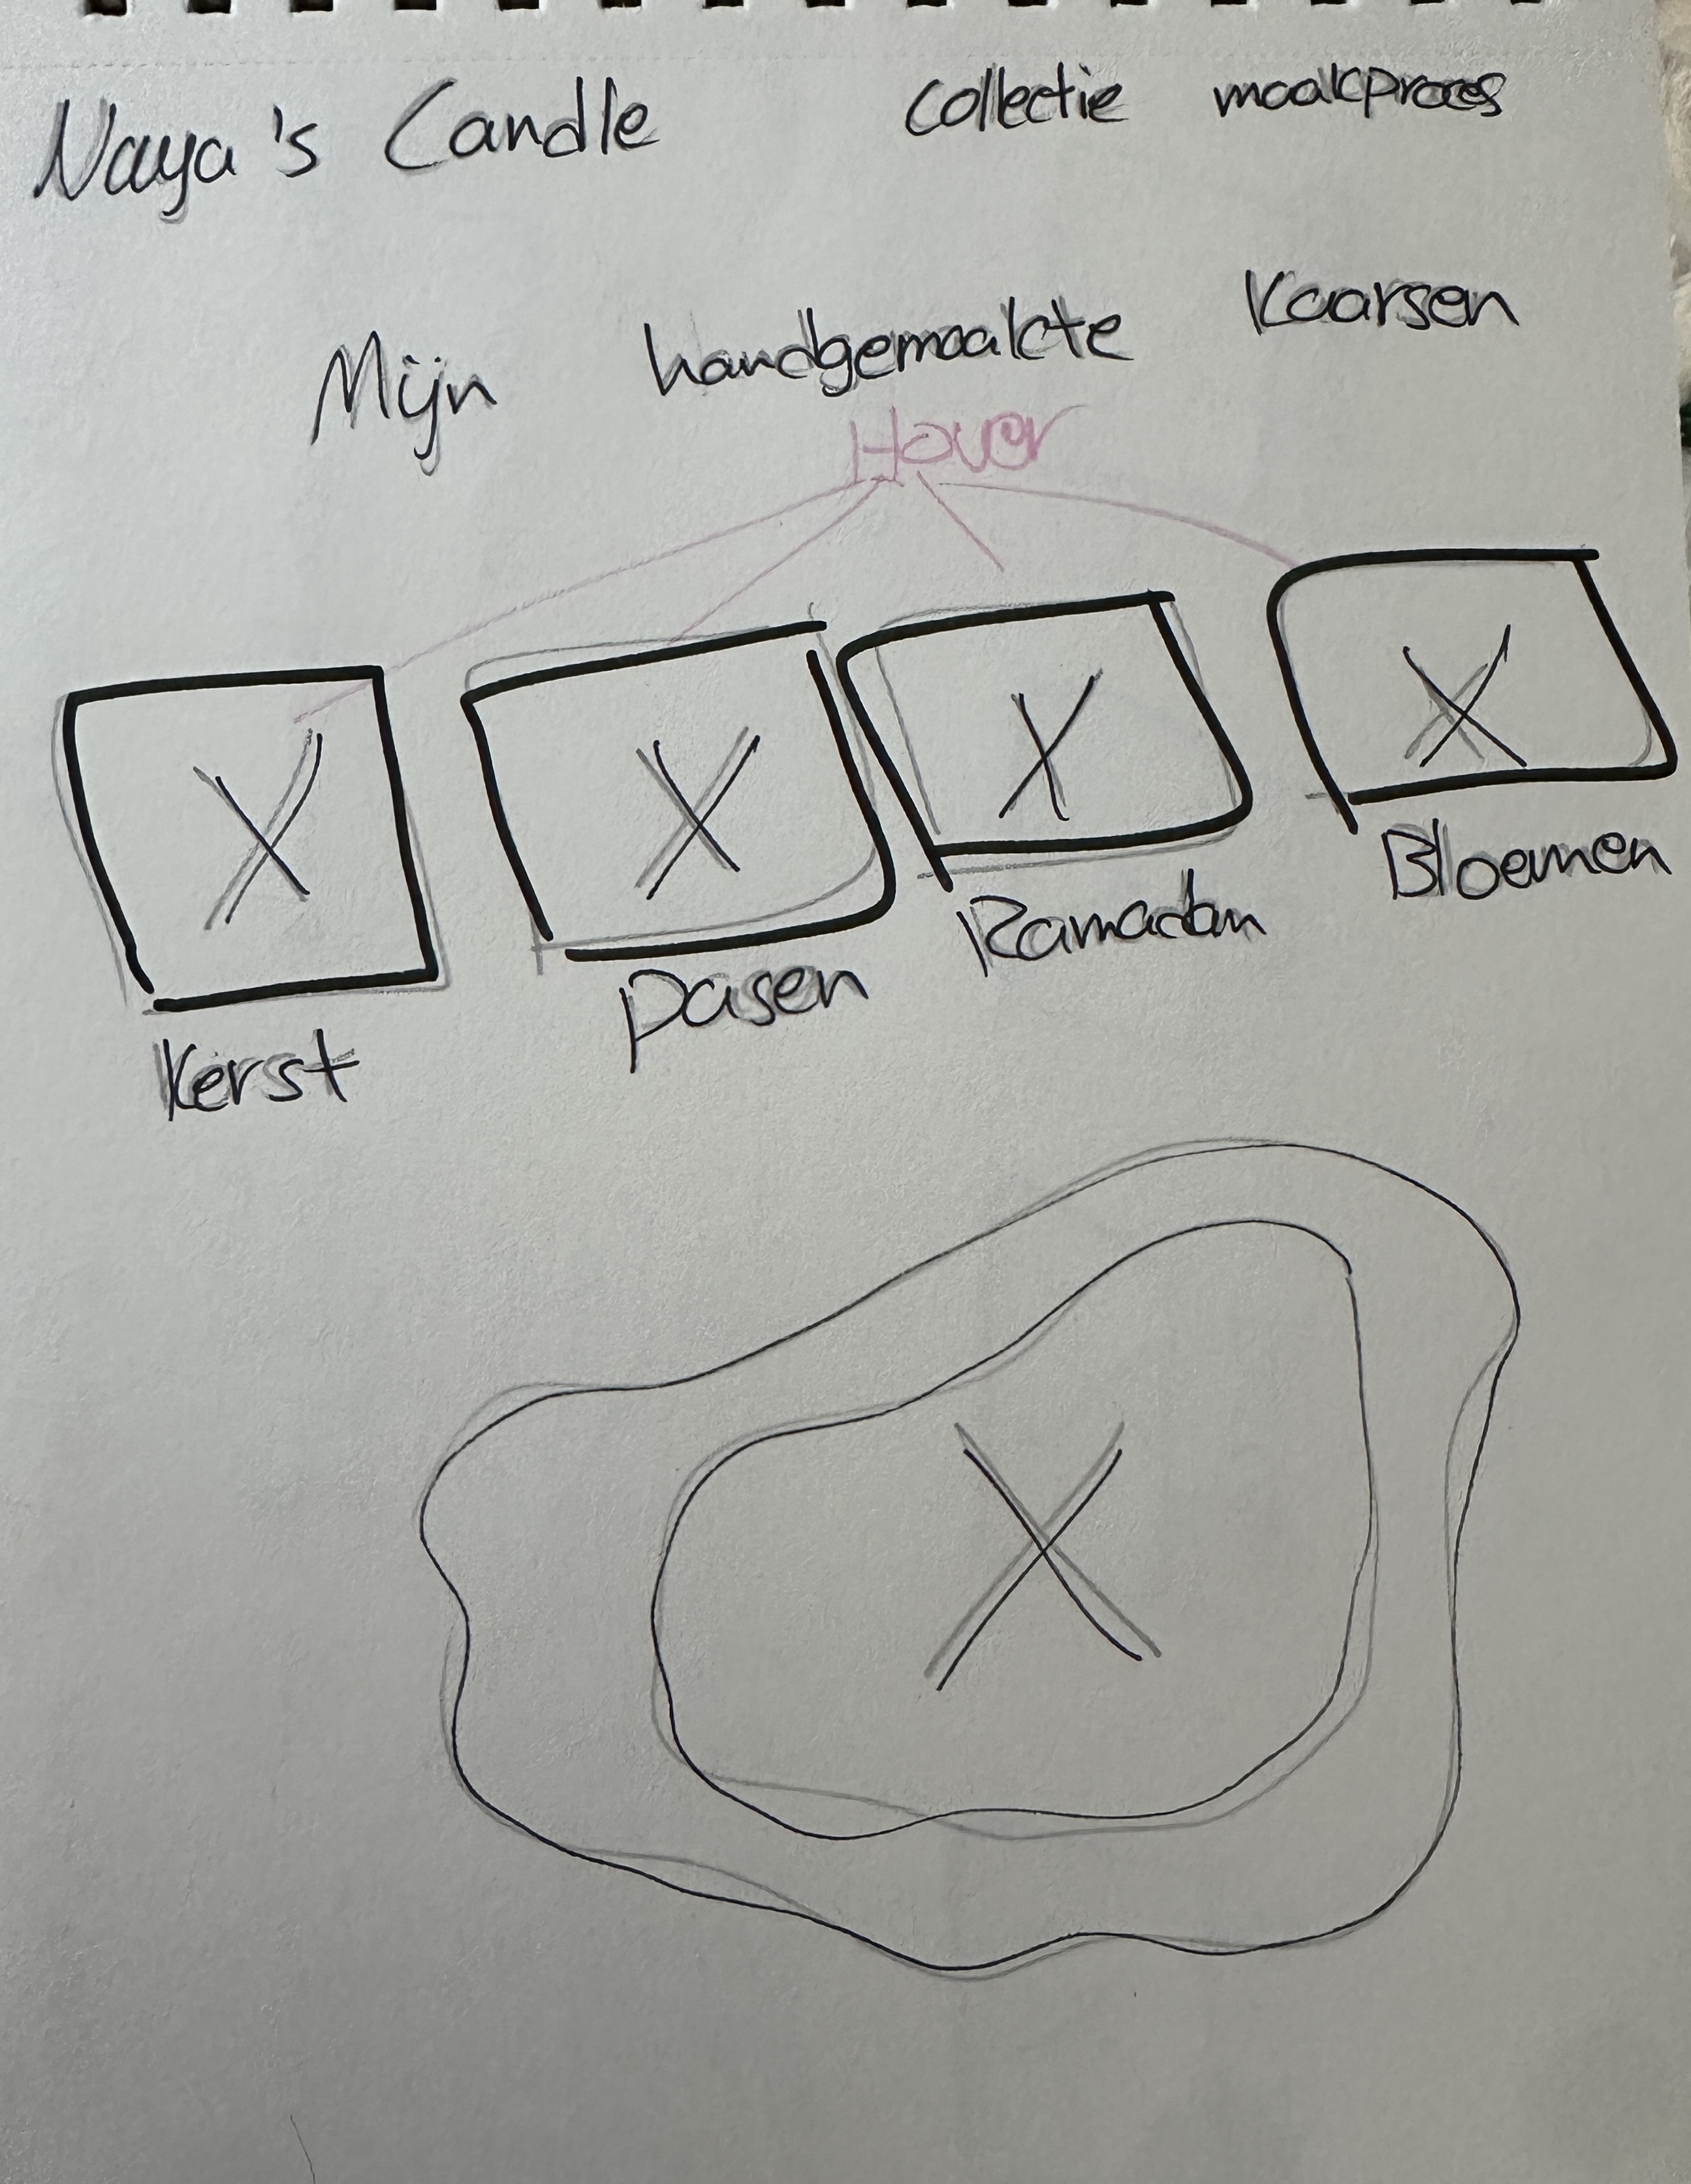 Naya's Candle collectie maakproces
Mijn handgemaakte Kaarsen
Hover
X X X X
Kerst Pasen Ramadan Bloemen
X